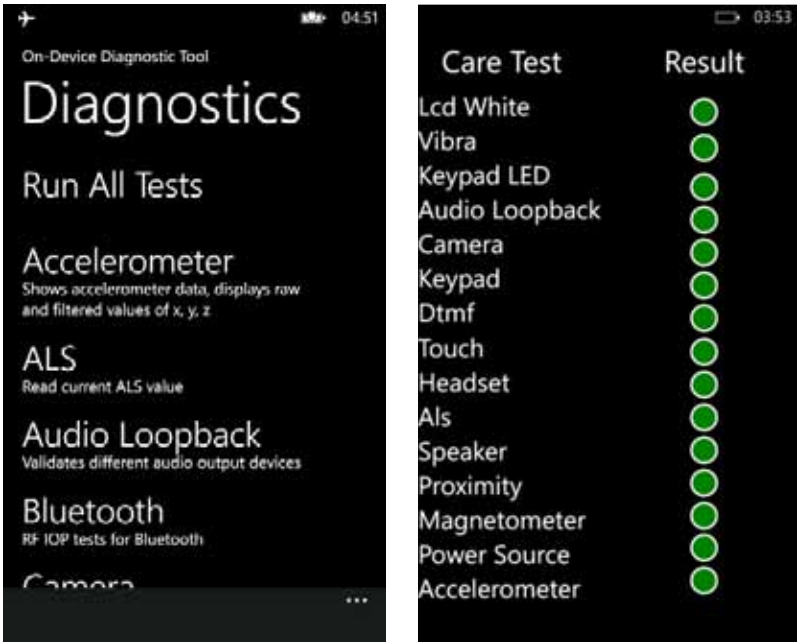 04:51
On-Device Diagnostic Tool
Diagnostics
Run All Tests
Accelerometer
Shows accelerometer data, displays raw
and filtered values of x, y, z
ALS
Read current ALS value
Audio Loopback
Validates different audio output devices
Bluetooth
RF IOP tests for Bluetooth
Camera
...
03:53
Care Test Result
Lcd White
Vibra
Keypad LED
Audio Loopback
Camera
Keypad
Dtmf
Touch
Headset
Als
Speaker
Proximity
Magnetometer
Power Source
Accelerometer